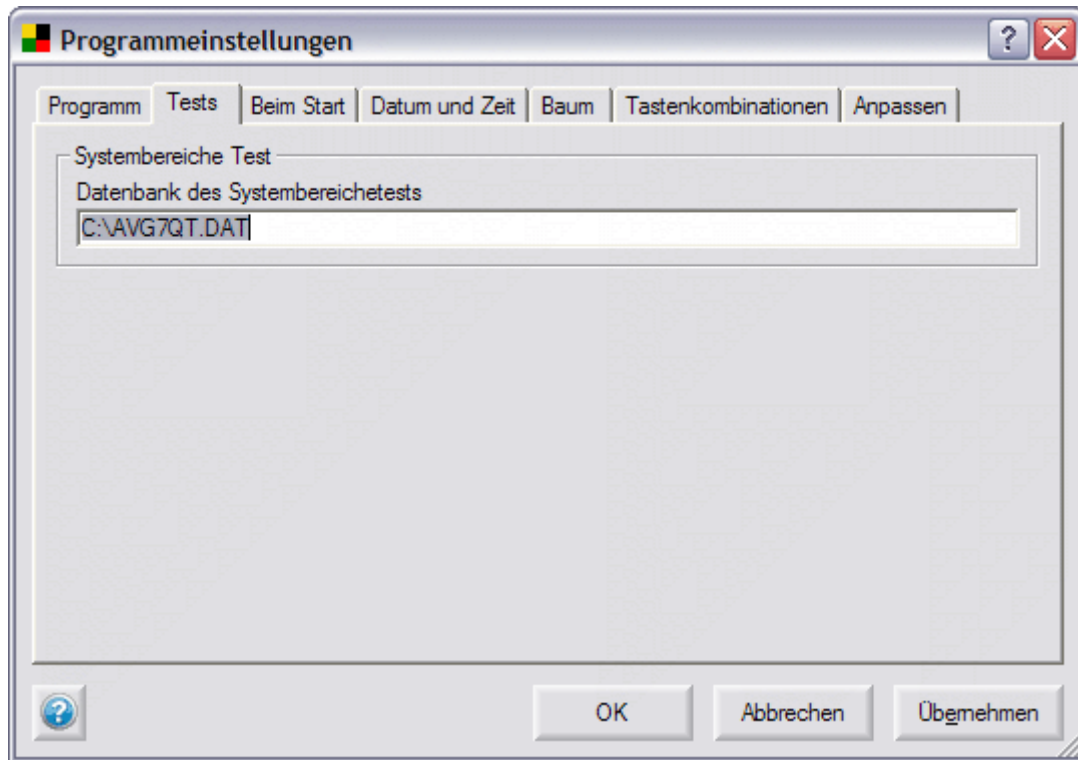 Programmeinstellungen
Programm Tests Beim Start Datum und Zeit Baum Tastenkombinationen Anpassen
Systembereiche Test
Datenbank des Systembereichetests
C:\AVG7QT.DAT
OK Abbrechen Übernehmen